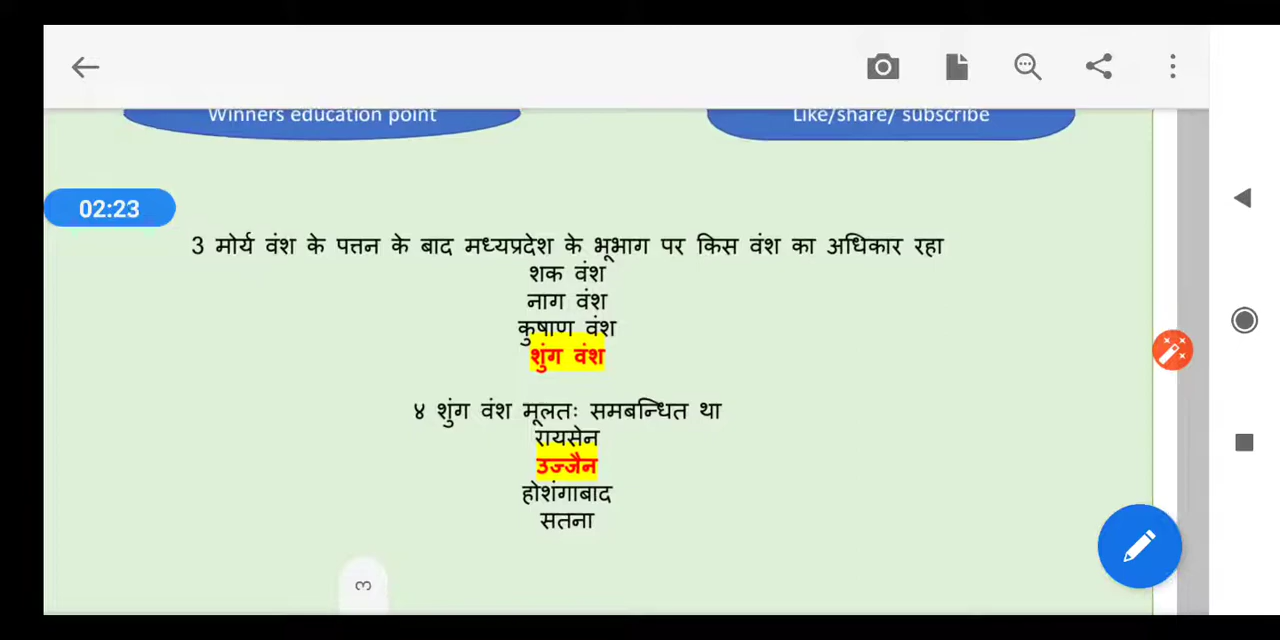 Winners education point
Like/share/ subscribe
02:23
3 मोर्य वंश के पत्तन के बाद मध्यप्रदेश के भूभाग पर किस वंश का अधिकार रहा
शक वंश
नाग वंश
कुषाण वंश
शुंग वंश
४ शुंग वंश मूलतः समबन्धित था
रायसेन
उज्जैन
होशंगाबाद
सतना
3